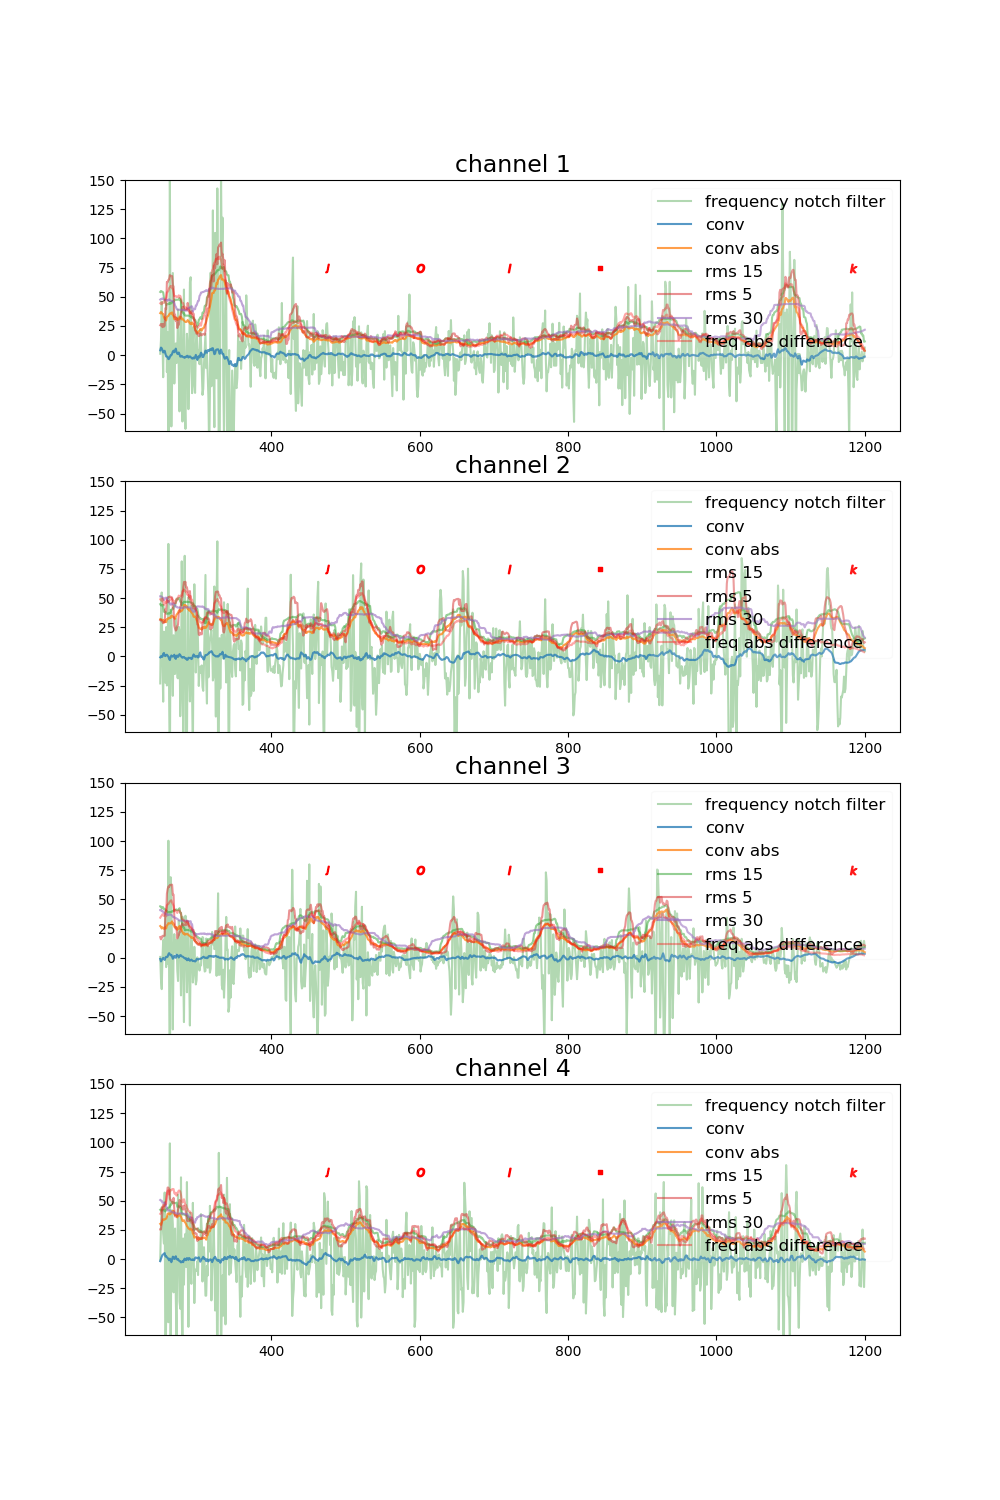 channel 1
150
125
100
75
50
25
0
−25
−50
J O I .  k
frequency notch filter
conv
conv abs
rms 15
rms 5
rms 30
freq abs difference
400 600 800 1000 1200
channel 2
150
125
100
75
50
25
0
−25
−50
J O I . k
frequency notch filter
conv
conv abs
rms 15
rms 5
rms 30
freq abs difference
400 600 800 1000 1200
channel 3
150
125
100
75
50
25
0
−25
−50
J O I . k
frequency notch filter
conv
conv abs
rms 15
rms 5
rms 30
freq abs difference
400 600 800 1000 1200
channel 4
150
125
100
75
50
25
0
−25
−50
J O I . k
frequency notch filter
conv
conv abs
rms 15
rms 5
rms 30
freq abs difference
400 600 800 1000 1200